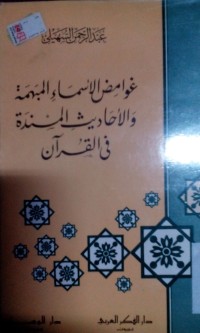 عبد الرحمن السهيلي
غوامض الأسماء المبهمة
والأحاديث المسندة
في القرآن
دار الفكر العربي